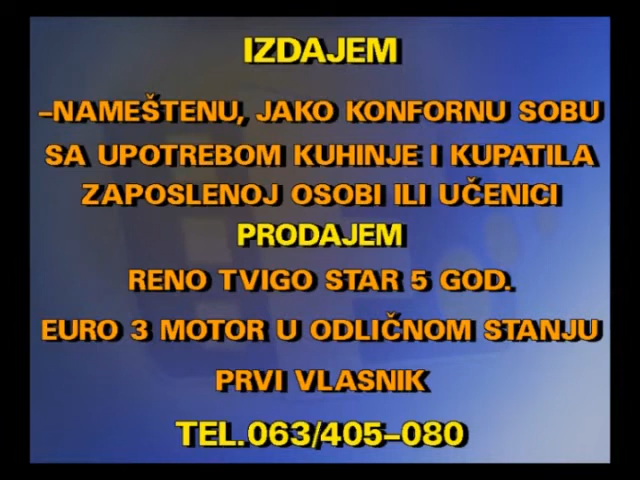 IZDAJEM
-NAMEŠTENU, JAKO KONFORNU SOBU
SA UPOTREBOM KUHINJE I KUPATILA
ZAPOSLENOJ OSOBI ILI UČENICI
PRODAJEM
RENO TVIGO STAR 5 GOD.
EURO 3 MOTOR U ODLIČNOM STANJU
PRVI VLASNIK
TEL.063/405-080